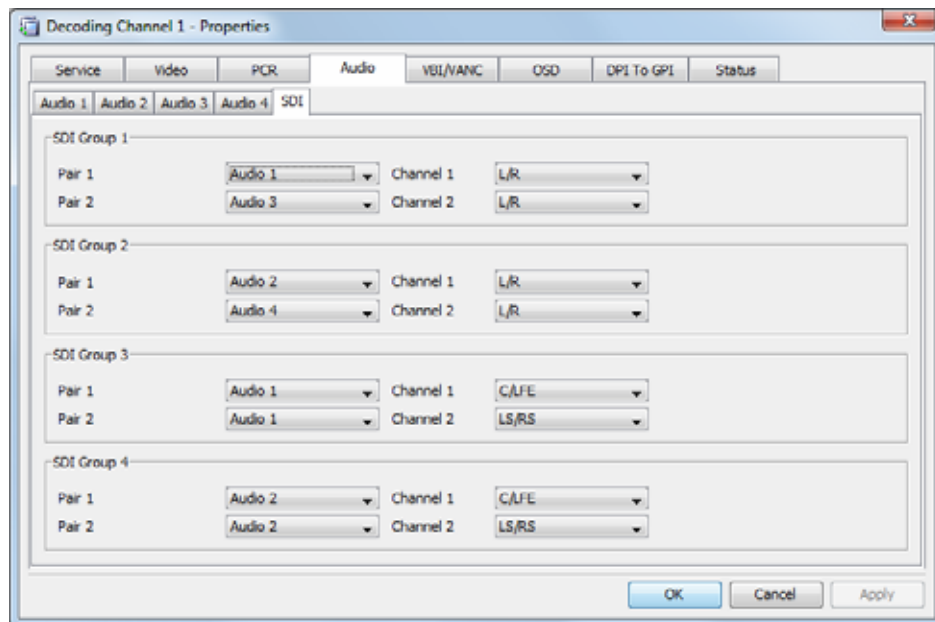 Decoding Channel 1 - Properties
Service Video PCR Audio VBI/VANC OSD DPI To GPI Status
Audio 1 Audio 2 Audio 3 Audio 4 SDI
SDI Group 1
Pair 1 Audio 1 Channel 1 L/R
Pair 2 Audio 3 Channel 2 L/R
SDI Group 2
Pair 1 Audio 2 Channel 1 L/R
Pair 2 Audio 4 Channel 2 L/R
SDI Group 3
Pair 1 Audio 1 Channel 1 C/LFE
Pair 2 Audio 1 Channel 2 LS/RS
SDI Group 4
Pair 1 Audio 2 Channel 1 C/LFE
Pair 2 Audio 2 Channel 2 LS/RS
OK Cancel Apply